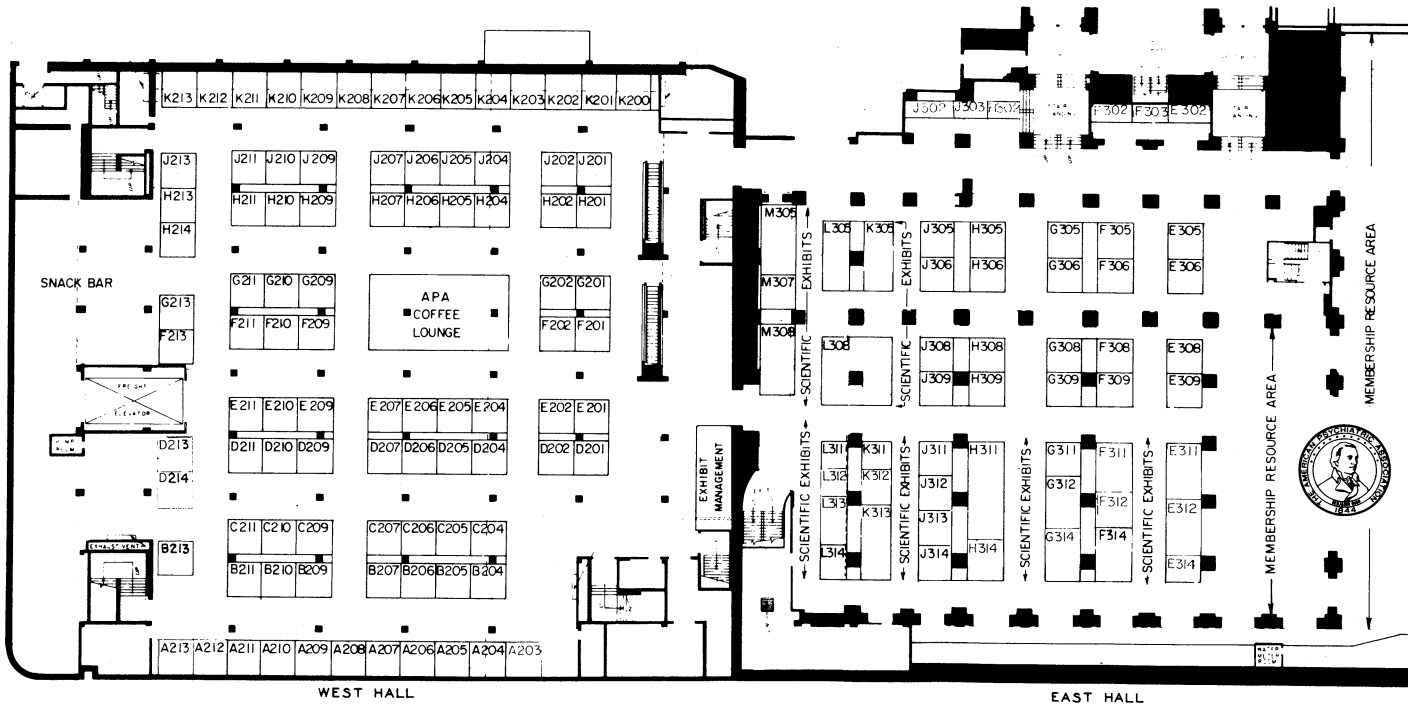 K213 K212 K211 K210 K209 K208 K207 K206 K205 K204 K203 K202 K201 K200
J213 J211 J210 J209 J207 J206 J205 J204 J202 J201
H213 H211 H210 H209 H207 H206 H205 H204 H202 H201
H214
SNACK BAR
G213 G211 G210 G209 G202 G201
APA
COFFEE
LOUNGE
F213 F211 F210 F209 F202 F201
FREIGHT
ELEVATOR
E211 E210 E209 E207 E206 E205 E204 E202 E201
D213 D211 D210 D209 D207 D206 D205 D204 D202 D201
D214
EXHIBIT
MANAGEMENT
C211 C210 C209 C207 C206 C205 C204
EXHAUST VENT
B213 B211 B210 B209 B207 B206 B205 B204
A213 A212 A211 A210 A209 A208 A207 A206 A205 A204 A203
WEST HALL
J302 J303 F302 F303 E302
M305 L305 K305 J305 H305 G305 F305 E305
J306 H306 G306 F306 E306
M307
M308 L308 J308 H308 G308 F308 E308
J309 H309 G309 F309 E309
SCIENTIFIC EXHIBITS
SCIENTIFIC EXHIBITS
L311 K311 J311 H311 G311 F311 E311
L312 K312 J312 G312 F312 E312
L313 K313 J313
L314 J314 H314 G314 F314 E314
SCIENTIFIC EXHIBITS
SCIENTIFIC EXHIBITS
SCIENTIFIC EXHIBITS
SCIENTIFIC EXHIBITS
MEMBERSHIP RESOURCE AREA
MEMBERSHIP RESOURCE AREA
THE AMERICAN PSYCHIATRIC ASSOCIATION
1844
WATER
METER
ROOM
EAST HALL